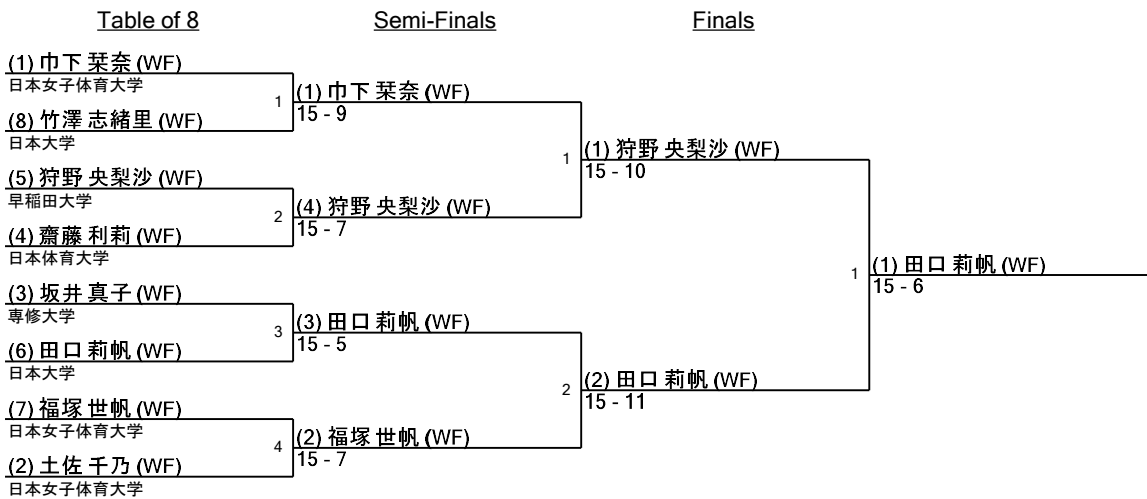 Table of 8
Semi-Finals
Finals
(1) 巾下 栞奈 (WF)
日本女子体育大学
1
(8) 竹澤 志緒里 (WF)
日本大学
(1) 巾下 栞奈 (WF)
15 - 9
(5) 狩野 央梨沙 (WF)
早稲田大学
2
(4) 齋藤 利莉 (WF)
日本体育大学
(4) 狩野 央梨沙 (WF)
15 - 7
1
(1) 狩野 央梨沙 (WF)
15 - 10
(3) 坂井 真子 (WF)
専修大学
3
(6) 田口 莉帆 (WF)
日本大学
(3) 田口 莉帆 (WF)
15 - 5
(7) 福塚 世帆 (WF)
日本女子体育大学
4
(2) 土佐 千乃 (WF)
日本女子体育大学
(2) 福塚 世帆 (WF)
15 - 7
2
(2) 田口 莉帆 (WF)
15 - 11
1
(1) 田口 莉帆 (WF)
15 - 6